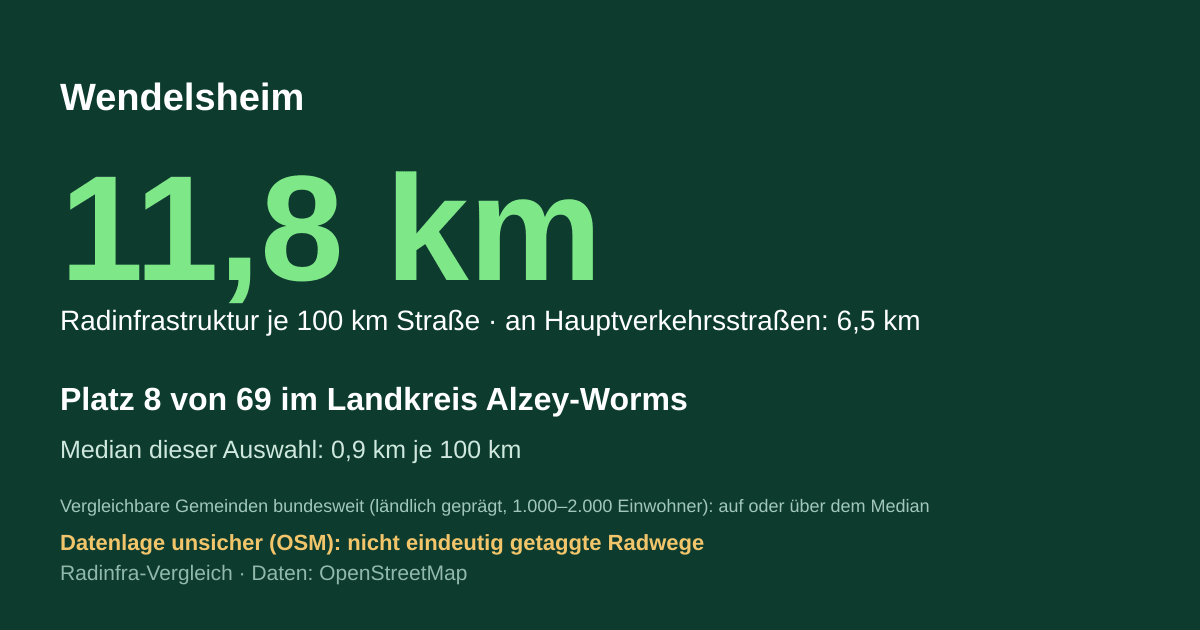 Wendelsheim
11,8 km
Radinfrastruktur je 100 km Straße · an Hauptverkehrsstraßen: 6,5 km
Platz 8 von 69 im Landkreis Alzey-Worms
Median dieser Auswahl: 0,9 km je 100 km
Vergleichbare Gemeinden bundesweit (ländlich geprägt, 1.000–2.000 Einwohner): auf oder über dem Median
Datenlage unsicher (OSM): nicht eindeutig getaggte Radwege
Radinfra-Vergleich · Daten: OpenStreetMap